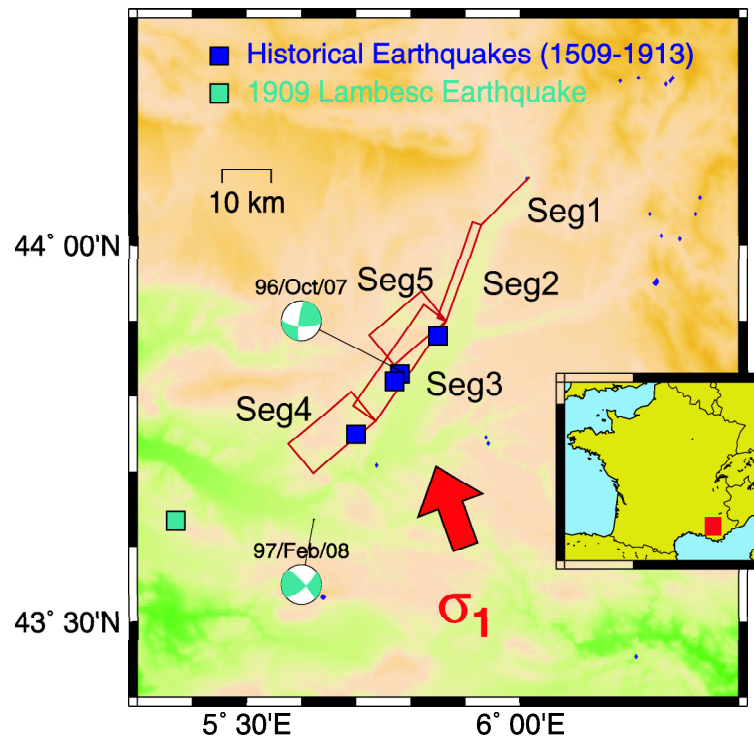 Historical Earthquakes (1509-1913)
1909 Lambesc Earthquake
10 km
Seg1
44° 00'N
Seg5
Seg2
96/Oct/07
Seg3
Seg4
97/Feb/08
σ1
43° 30'N
5° 30'E
6° 00'E